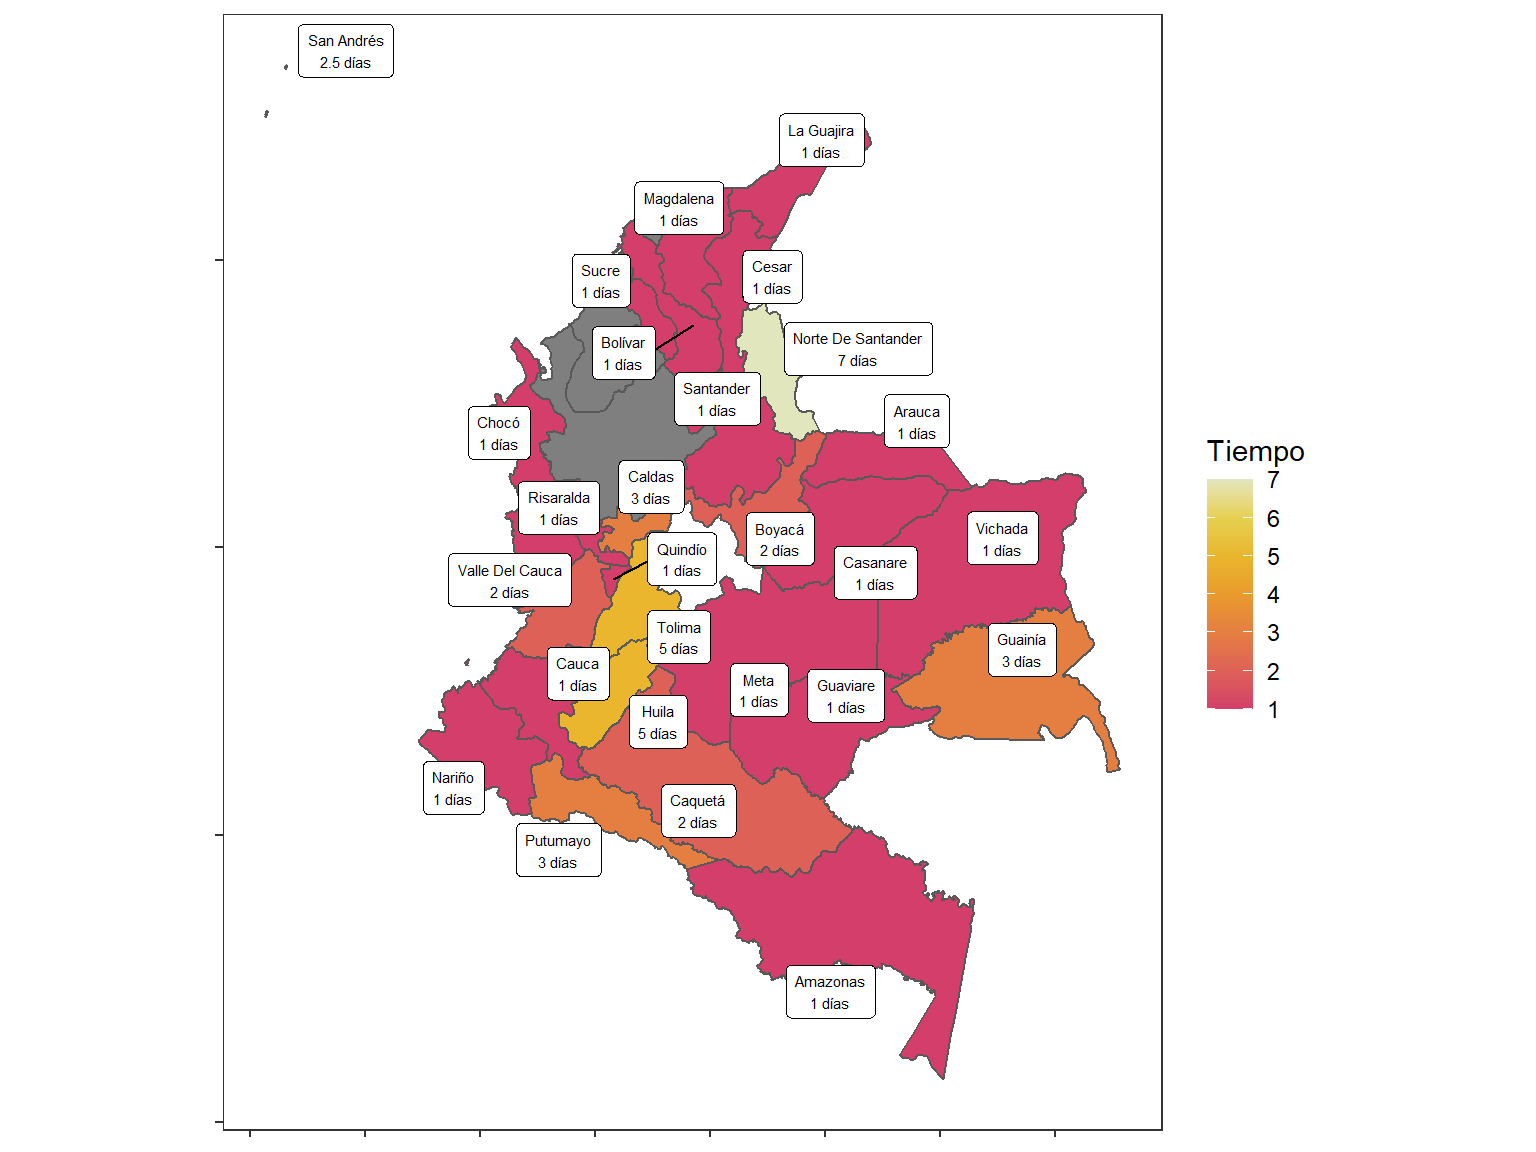 San Andrés
2.5 días
La Guajira
1 días
Magdalena
1 días
Sucre
1 días
Cesar
1 días
Bolívar
1 días
Norte De Santander
7 días
Santander
1 días
Arauca
1 días
Chocó
1 días
Caldas
3 días
Risaralda
1 días
Boyacá
2 días
Vichada
1 días
Quindío
1 días
Casanare
1 días
Valle Del Cauca
2 días
Tolima
5 días
Guainía
3 días
Cauca
1 días
Meta
1 días
Guaviare
1 días
Huila
5 días
Nariño
1 días
Caquetá
2 días
Putumayo
3 días
Amazonas
1 días
Tiempo
7
6
5
4
3
2
1